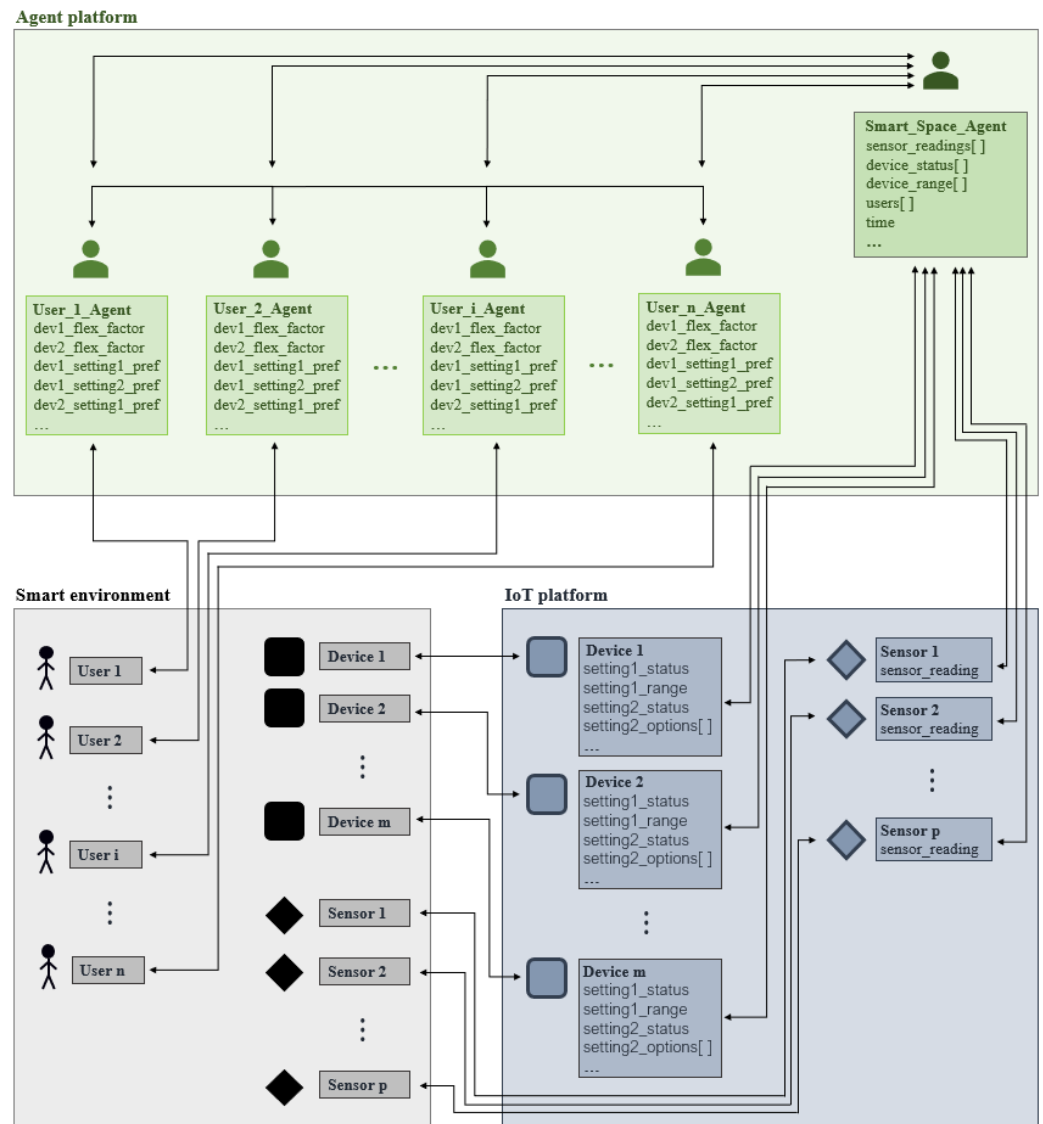 Agent platform
Smart_Space_Agent
sensor_readings[ ]
device_status[ ]
device_range[ ]
users[ ]
time
...
User_1_Agent
dev1_flex_factor
dev2_flex_factor
dev1_setting1_pref
dev1_setting2_pref
dev2_setting1_pref
...
User_2_Agent
dev1_flex_factor
dev2_flex_factor
dev1_setting1_pref
dev1_setting2_pref
dev2_setting1_pref
...
...
User_i_Agent
dev1_flex_factor
dev2_flex_factor
dev1_setting1_pref
dev1_setting2_pref
dev2_setting1_pref
...
...
User_n_Agent
dev1_flex_factor
dev2_flex_factor
dev1_setting1_pref
dev1_setting2_pref
dev2_setting1_pref
...
Smart environment
User 1
User 2
⋮
User i
⋮
User n
Device 1
Device 2
⋮
Device m
Sensor 1
Sensor 2
⋮
Sensor p
IoT platform
Device 1
setting1_status
setting1_range
setting2_status
setting2_options[ ]
...
Device 2
setting1_status
setting1_range
setting2_status
setting2_options[ ]
...
⋮
Device m
setting1_status
setting1_range
setting2_status
setting2_options[ ]
...
Sensor 1
sensor_reading
Sensor 2
sensor_reading
⋮
Sensor p
sensor_reading